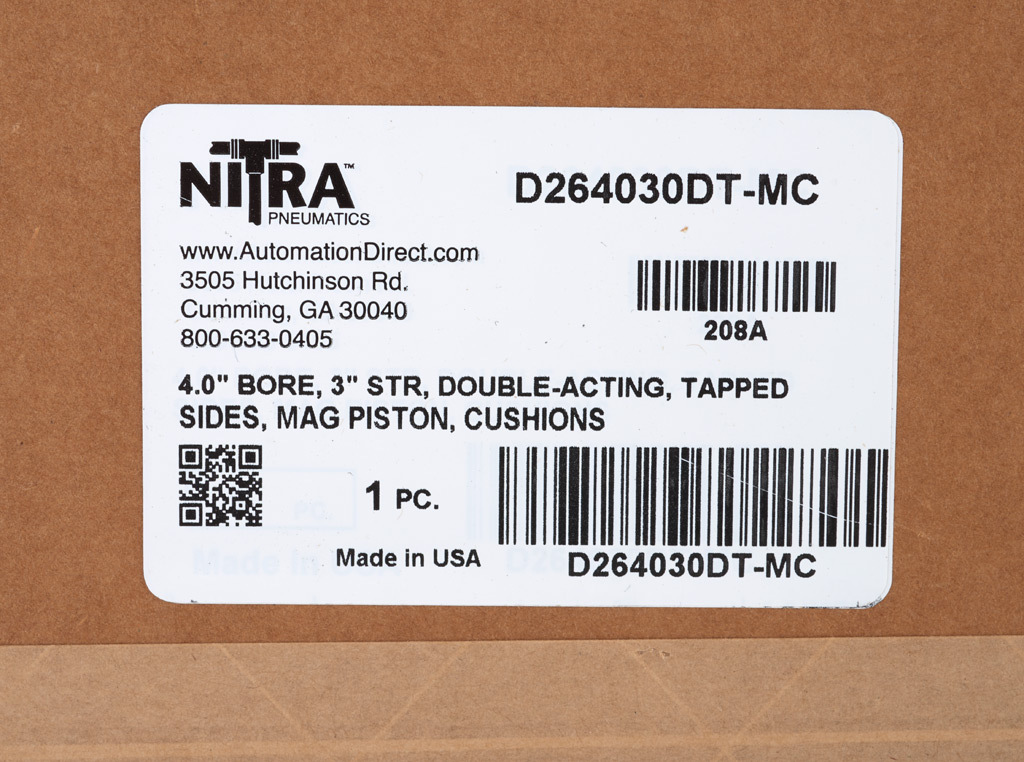 NITRA™
PNEUMATICS
www.AutomationDirect.com
3505 Hutchinson Rd.
Cumming, GA 30040
800-633-0405
D264030DT-MC
208A
4.0" BORE, 3" STR, DOUBLE-ACTING, TAPPED
SIDES, MAG PISTON, CUSHIONS
1 PC.
Made in USA
D264030DT-MC